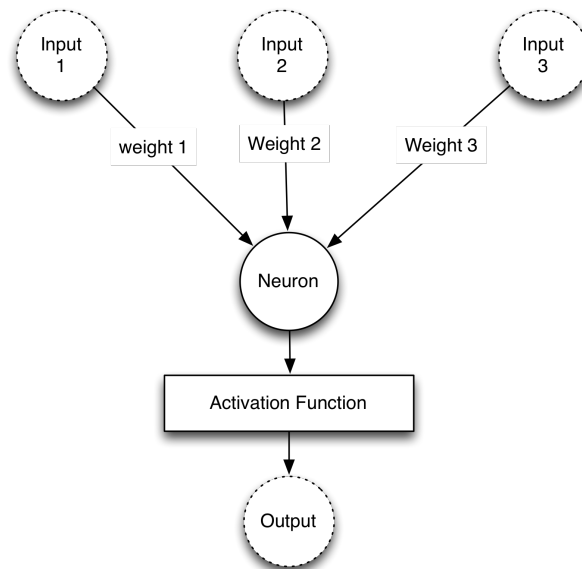 Input
1
Input
2
Input
3
weight 1
Weight 2
Weight 3
Neuron
Activation Function
Output